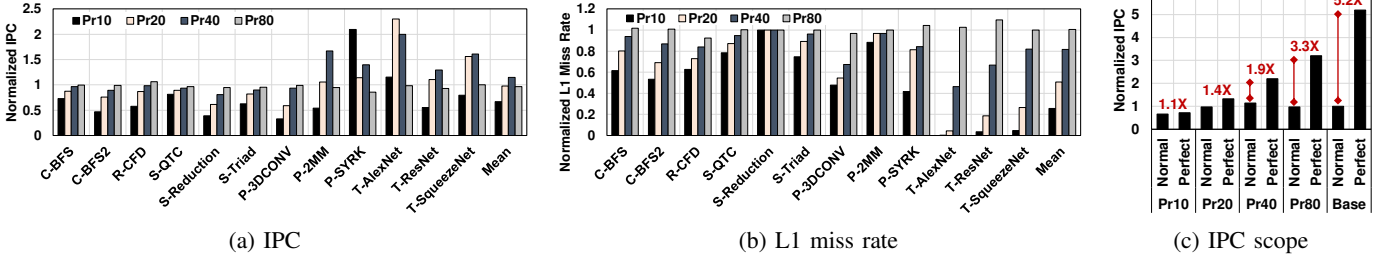 Normalized IPC
2.5
2
1.5
1
0.5
0
Pr10 Pr20 Pr40 Pr80
C-BFS
C-BFS2
R-CFD
S-QTC
S-Reduction
S-Triad
P-3DCONV
P-2MM
P-SYRK
T-AlexNet
T-ResNet
T-SqueezeNet
Mean
(a) IPC
Normalized L1 Miss Rate
1.2
1
0.8
0.6
0.4
0.2
0
Pr10 Pr20 Pr40 Pr80
C-BFS
C-BFS2
R-CFD
S-QTC
S-Reduction
S-Triad
P-3DCONV
P-2MM
P-SYRK
T-AlexNet
T-ResNet
T-SqueezeNet
Mean
(b) L1 miss rate
Normalized IPC
5
4
3
2
1
0
1.1X
1.4X
1.9X
3.3X
5.2X
Normal
Perfect
Normal
Perfect
Normal
Perfect
Normal
Perfect
Normal
Perfect
Pr10 Pr20 Pr40 Pr80 Base
(c) IPC scope